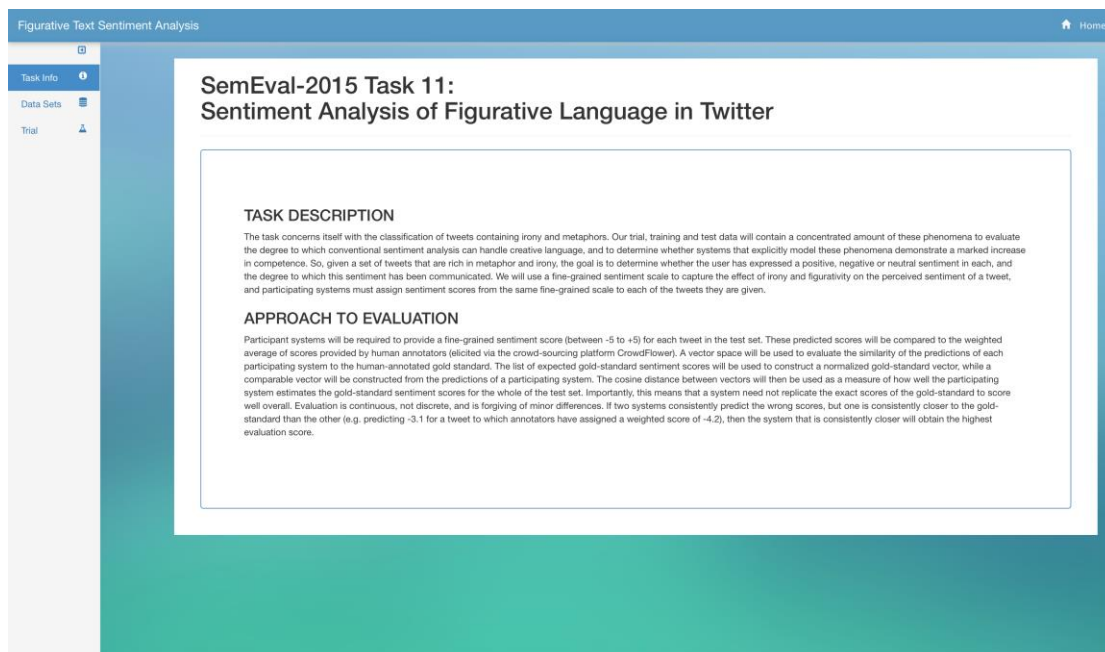 Figurative Text Sentiment Analysis
Home
Task Info
Data Sets
Trial
SemEval-2015 Task 11:
Sentiment Analysis of Figurative Language in Twitter
TASK DESCRIPTION
The task concerns itself with the classification of tweets containing irony and metaphors. Our trial, training and test data will contain a concentrated amount of these phenomena to evaluate
the degree to which conventional sentiment analysis can handle creative language, and to determine whether systems that explicitly model these phenomena demonstrate a marked increase
in competence. So, given a set of tweets that are rich in metaphor and irony, the goal is to determine whether the user has expressed a positive, negative or neutral sentiment in each, and
the degree to which this sentiment has been communicated. We will use a fine-grained sentiment scale to capture the effect of irony and figurativity on the perceived sentiment of a tweet,
and participating systems must assign sentiment scores from the same fine-grained scale to each of the tweets they are given.
APPROACH TO EVALUATION
Participant systems will be required to provide a fine-grained sentiment score (between -5 to +5) for each tweet in the test set. These predicted scores will be compared to the weighted
average of scores provided by human annotators (elicited via the crowd-sourcing platform CrowdFlower). A vector space will be used to evaluate the similarity of the predictions of each
participating system to the human-annotated gold standard. The list of expected gold-standard sentiment scores will be used to construct a normalized gold-standard vector, while a
comparable vector will be constructed from the predictions of a participating system. The cosine distance between vectors will then be used as a measure of how well the participating
system estimates the gold-standard sentiment scores for the whole of the test set. Importantly, this means that a system need not replicate the exact scores of the gold-standard to score
well overall. Evaluation is continuous, not discrete, and is forgiving of minor differences. If two systems consistently predict the wrong scores, but one is consistently closer to the gold-
standard than the other (e.g. predicting -3.1 for a tweet to which annotators have assigned a weighted score of -4.2), then the system that is consistently closer will obtain the highest
evaluation score.